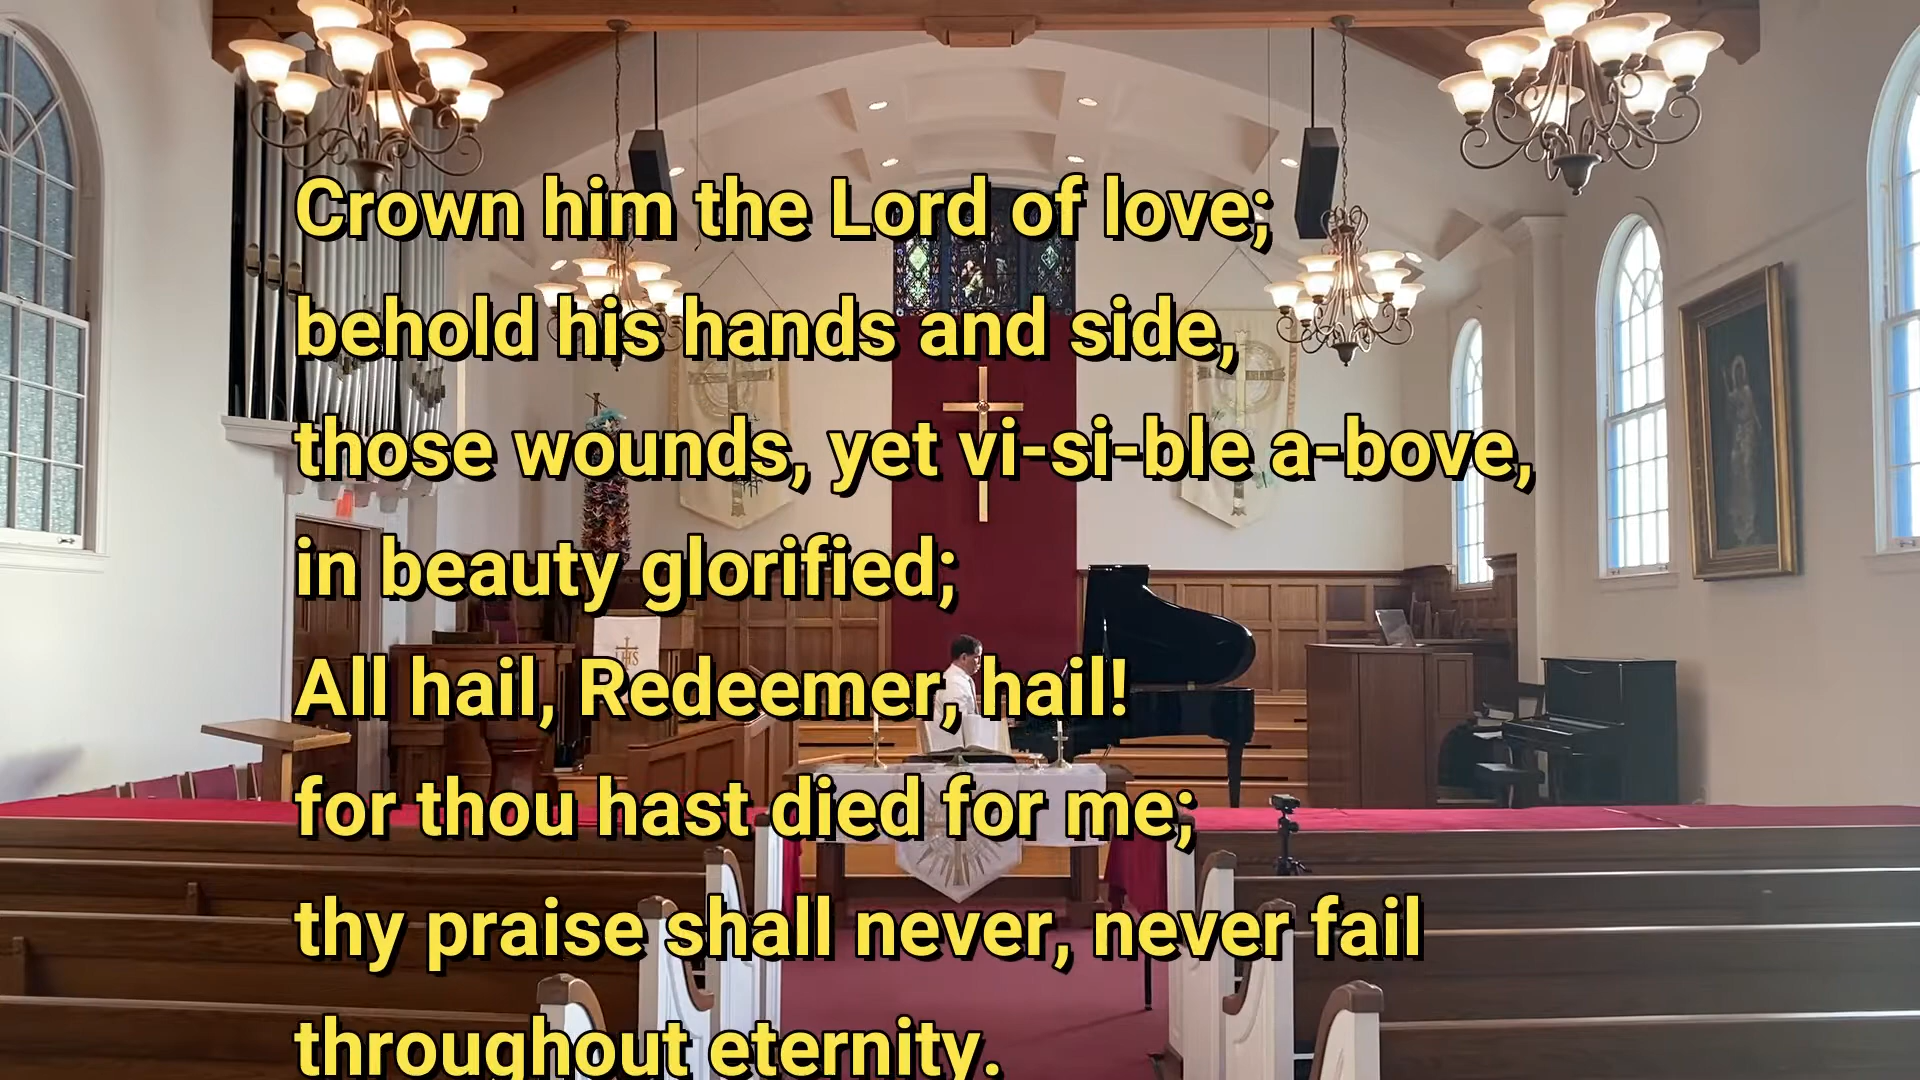 Crown him the Lord of love;
behold his hands and side,
those wounds, yet vi-si-ble a-bove,
in beauty glorified;
All hail, Redeemer, hail!
for thou hast died for me;
thy praise shall never, never fail
throughout eternity.
IHS